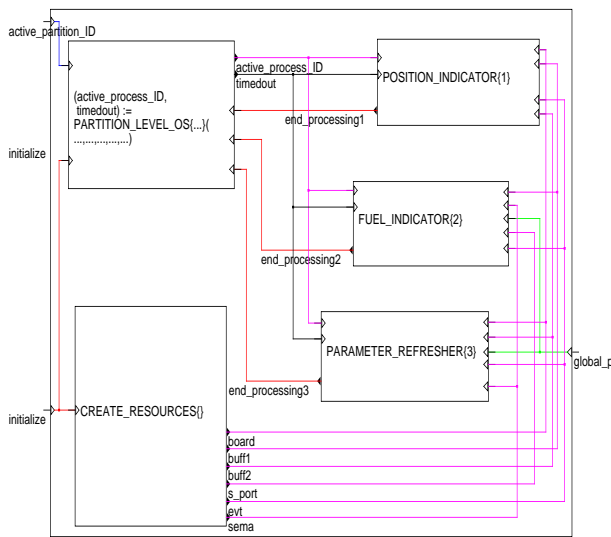 active_partition_ID
(active_process_ID,
timedout) :=
PARTITION_LEVEL_OS{...}(
...,...,...,...,...)
initialize
active_process_ID
timedout
end_processing1
end_processing2
end_processing3
POSITION_INDICATOR{1}
FUEL_INDICATOR{2}
PARAMETER_REFRESHER{3}
global_p
initialize
CREATE_RESOURCES{}
board
buff1
buff2
s_port
evt
sema